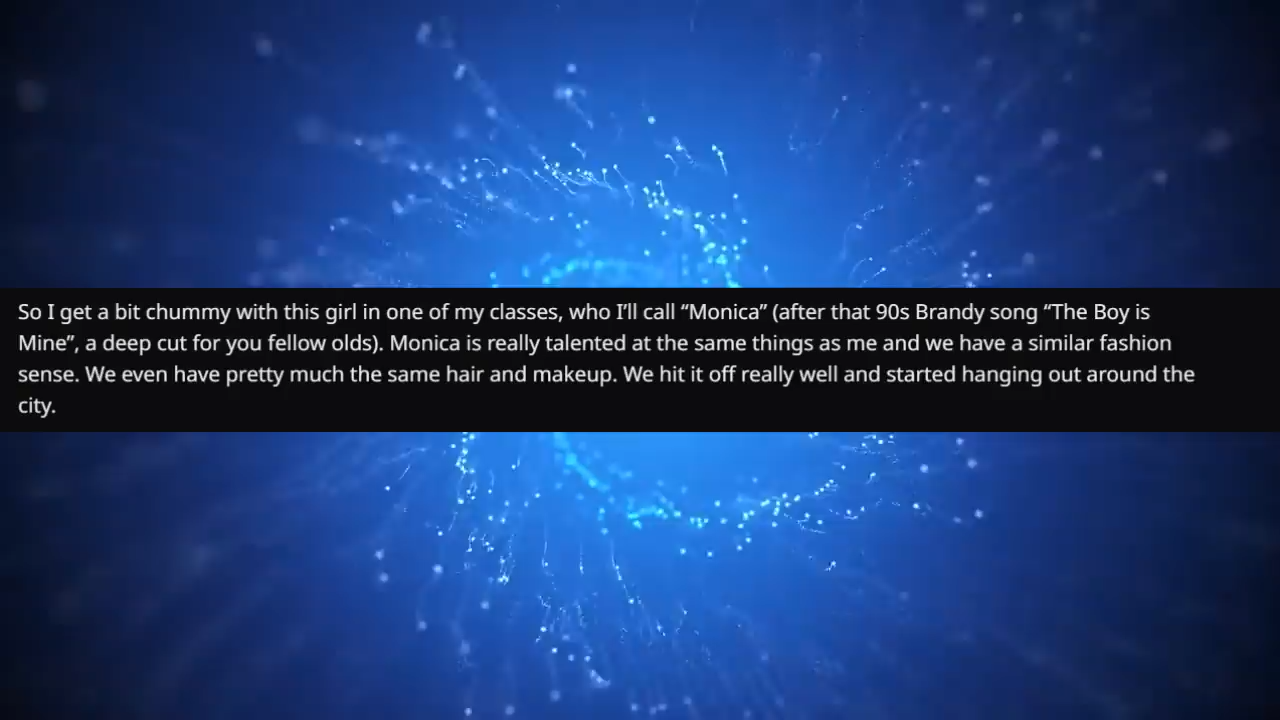 So I get a bit chummy with this girl in one of my classes, who I’ll call “Monica” (after that 90s Brandy song “The Boy is
Mine”, a deep cut for you fellow olds). Monica is really talented at the same things as me and we have a similar fashion
sense. We even have pretty much the same hair and makeup. We hit it off really well and started hanging out around the
city.